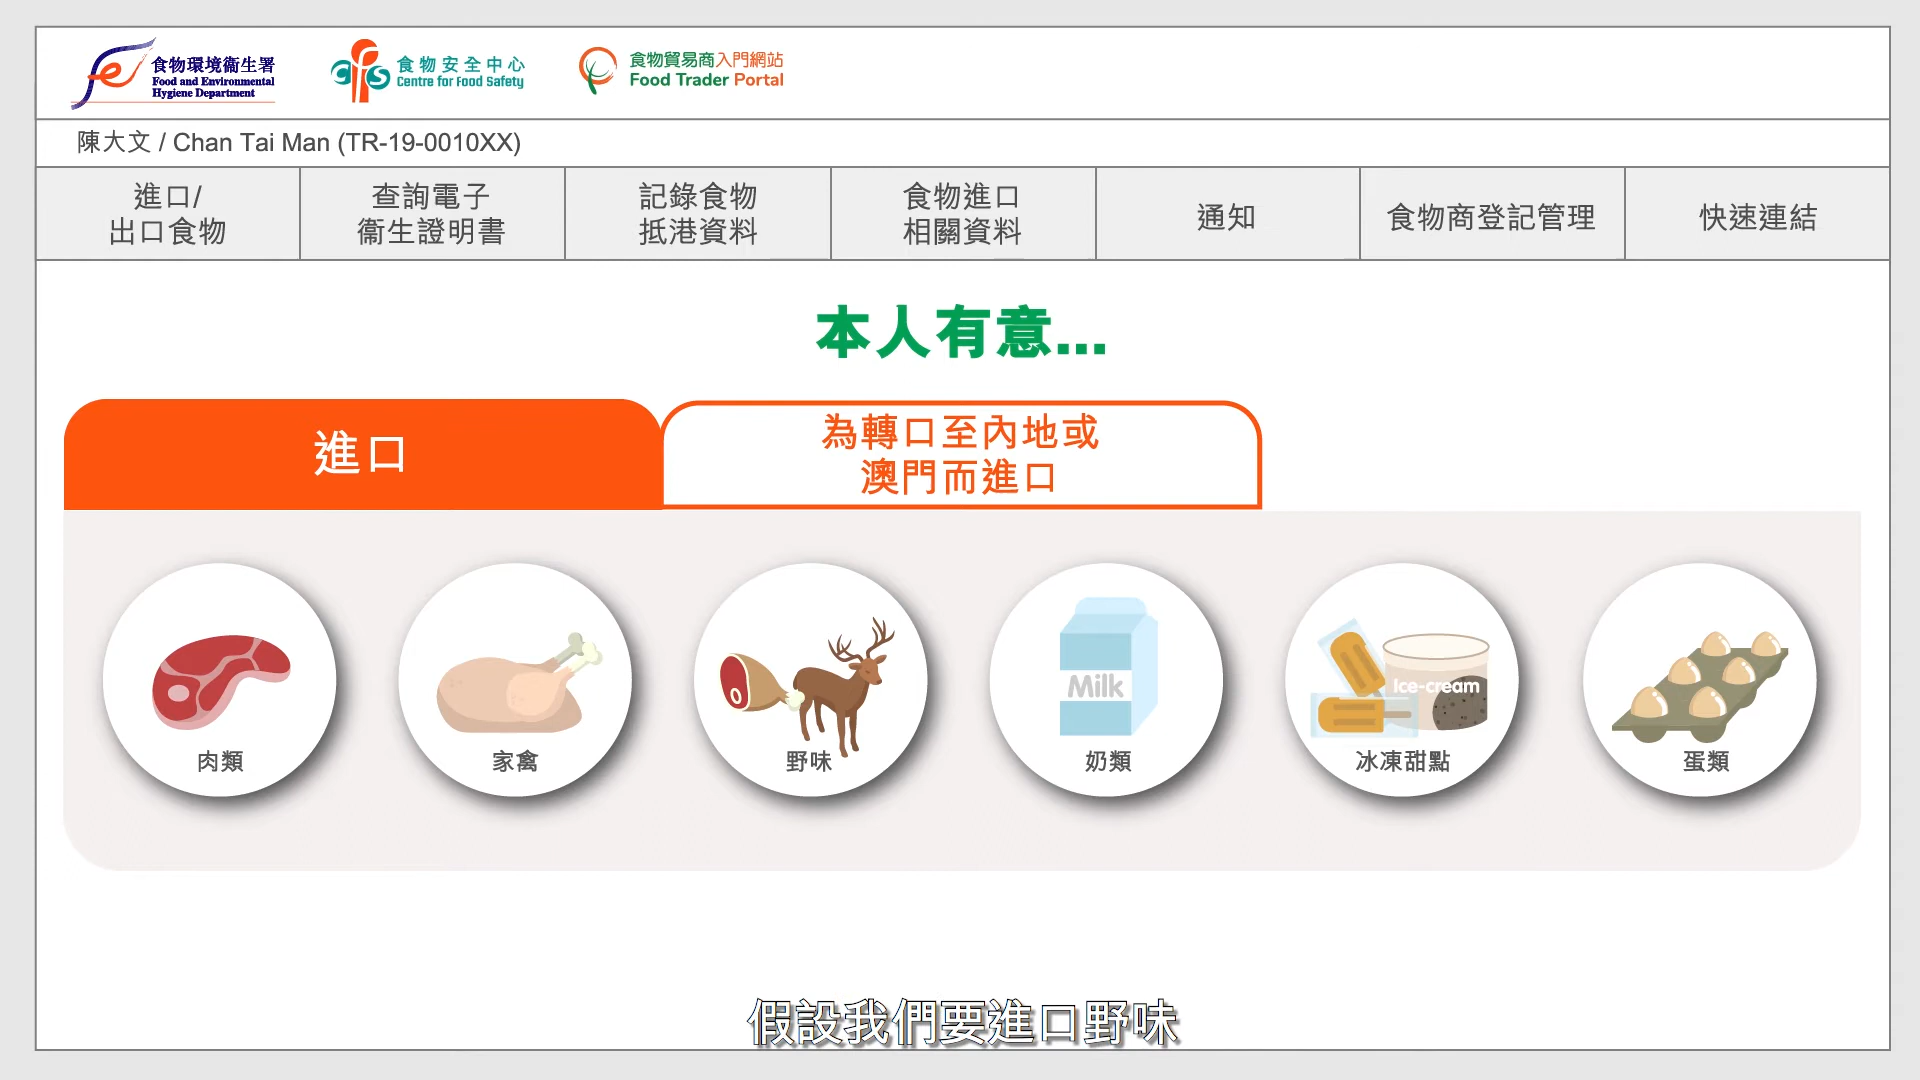 食物環境衞生署
Food and Environmental
Hygiene Department
cfs
食物安全中心
Centre for Food Safety
食物貿易商入門網站
Food Trader Portal
陳大文 / Chan Tai Man (TR-19-0010XX)
進口/
出口食物
查詢電子
衞生證明書
記錄食物
抵港資料
食物進口
相關資料
通知
食物商登記管理
快速連結
本人有意...
進口
為轉口至內地或
澳門而進口
肉類
家禽
野味
Milk
奶類
Ice-cream
冰凍甜點
蛋類
假設我們要進口野味